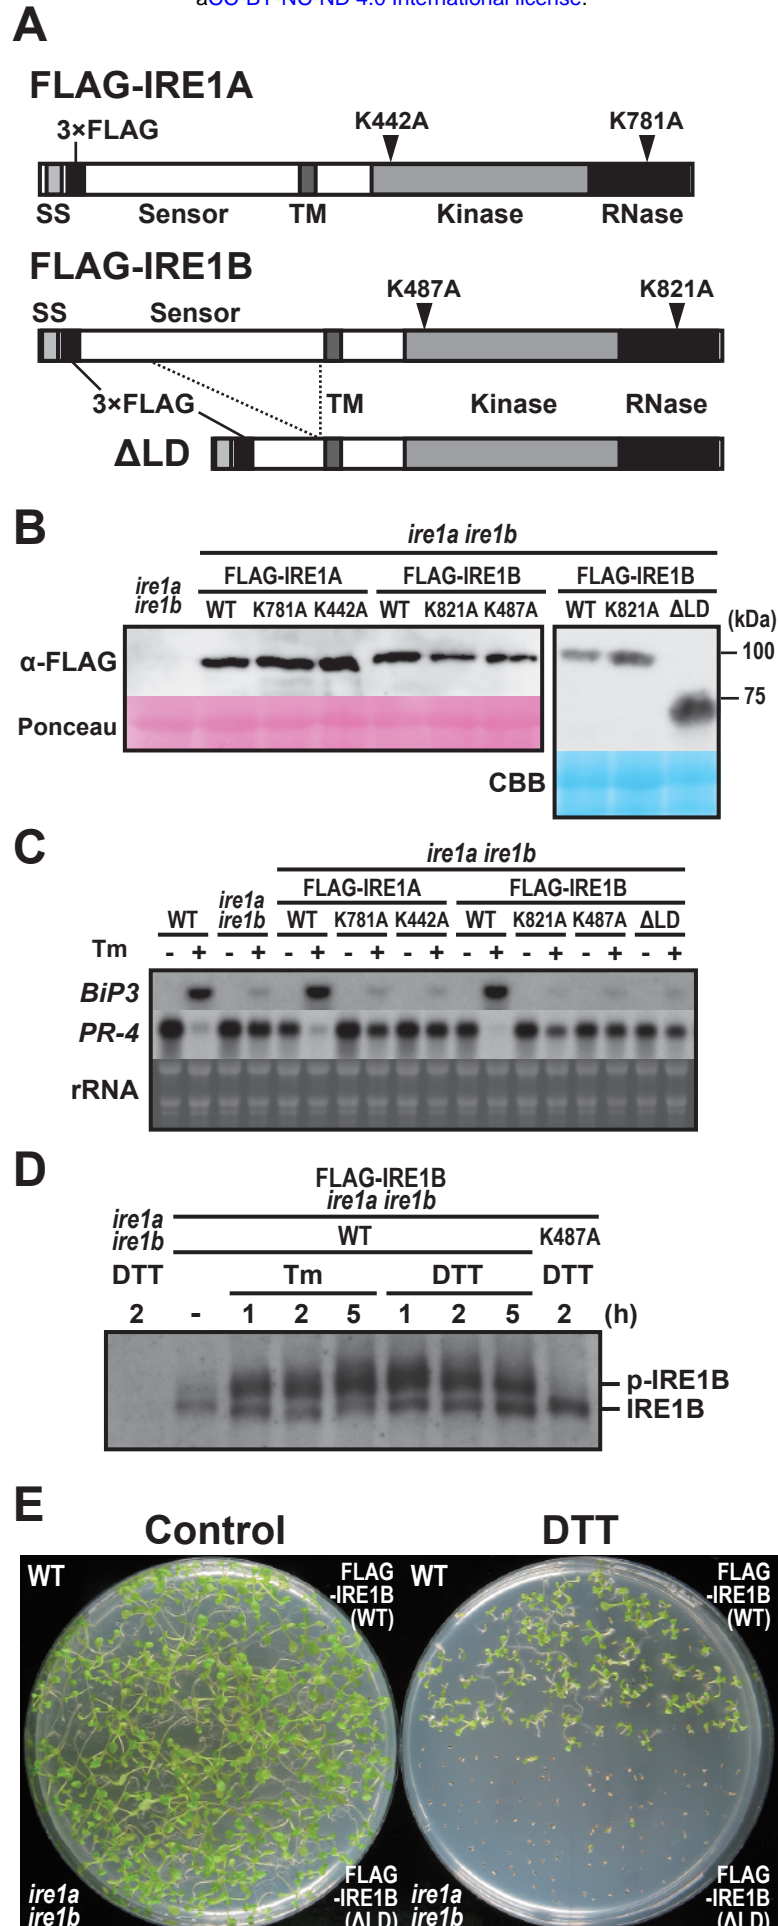 aCC-BY-NC-ND 4.0 International license.
A
FLAG-IRE1A
3×FLAG K442A K781A
SS Sensor TM Kinase RNase
FLAG-IRE1B
SS Sensor K487A K821A
3×FLAG TM Kinase RNase
ΔLD
B
ire1a ire1b
ire1a
ire1b
FLAG-IRE1A FLAG-IRE1B FLAG-IRE1B
WT K781A K442A WT K821A K487A WT K821A ΔLD
(kDa)
α-FLAG
100
75
Ponceau
CBB
C
ire1a ire1b
FLAG-IRE1A FLAG-IRE1B
ire1a
ire1b
WT WT K781A K442A WT K821A K487A ΔLD
Tm - + - + - + - + - + - + - + - + - +
BiP3
PR-4
rRNA
D
FLAG-IRE1B
ire1a ire1b
ire1a
ire1b
WT K487A
DTT Tm DTT DTT
2 - 1 2 5 1 2 5 2 (h)
p-IRE1B
IRE1B
E
Control DTT
WT
FLAG
-IRE1B
(WT)
WT
FLAG
-IRE1B
(WT)
ire1a
ire1b
FLAG
-IRE1B
(ΔLD)
ire1a
ire1b
FLAG
-IRE1B
(ΔLD)